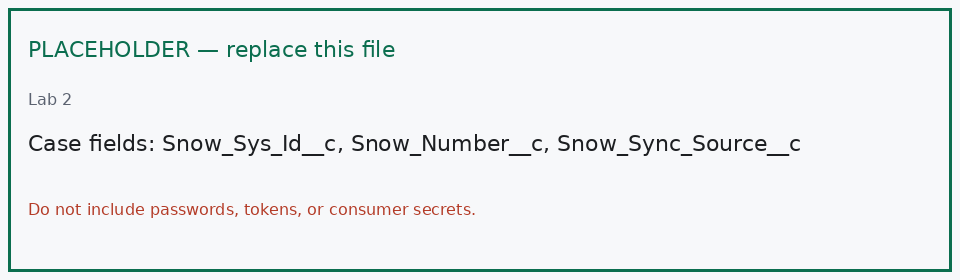 PLACEHOLDER — replace this file
Lab 2
Case fields: Snow_Sys_Id__c, Snow_Number__c, Snow_Sync_Source__c
Do not include passwords, tokens, or consumer secrets.